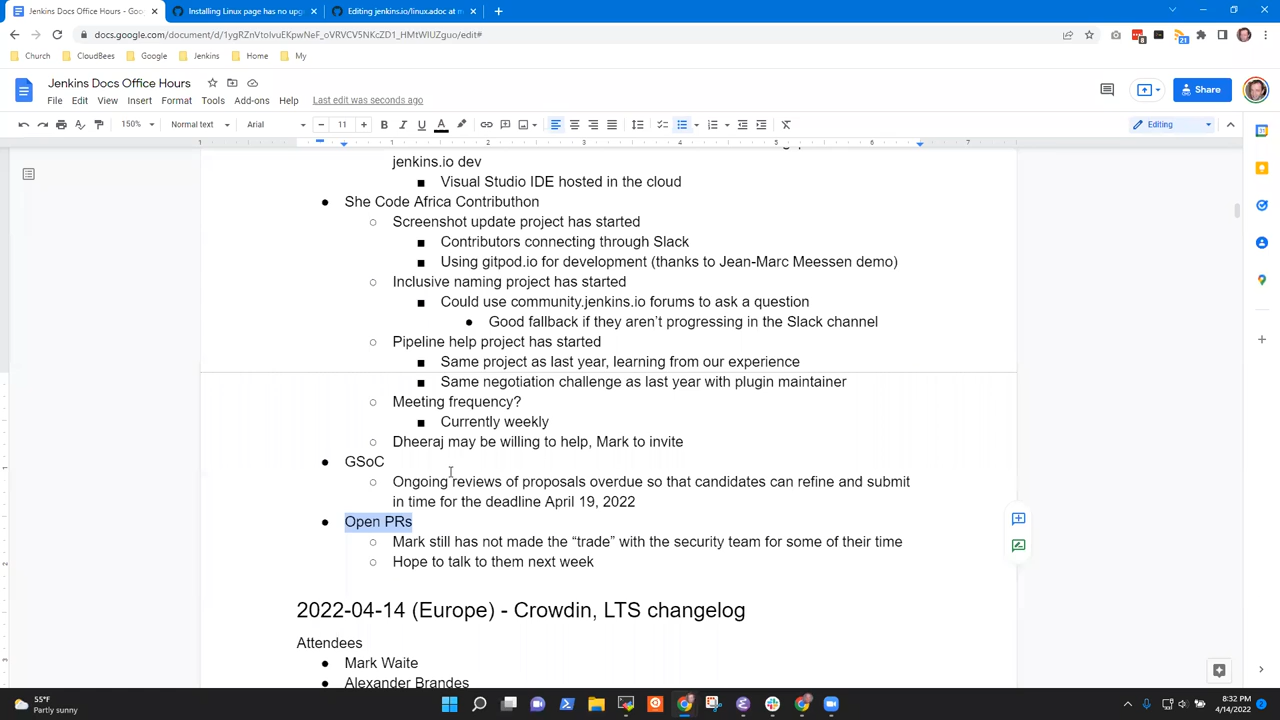 Jenkins Docs Office Hours - Goo
Installing Linux page has no upg
Editing jenkins.io/linux.adoc at m
docs.google.com/document/d/1ygRZnVtoIvuEKpwNeF_oVRVCV5NKcZD1_HMtWIUZguo/edit#
Church
CloudBees
Google
Jenkins
Home
My
Jenkins Docs Office Hours
File Edit View Insert Format Tools Add-ons Help Last edit was seconds ago
Share
150% Normal text Arial 11 Editing
jenkins.io dev
Visual Studio IDE hosted in the cloud
She Code Africa Contributhon
Screenshot update project has started
Contributors connecting through Slack
Using gitpod.io for development (thanks to Jean-Marc Meessen demo)
Inclusive naming project has started
Could use community.jenkins.io forums to ask a question
Good fallback if they aren't progressing in the Slack channel
Pipeline help project has started
Same project as last year, learning from our experience
Same negotiation challenge as last year with plugin maintainer
Meeting frequency?
Currently weekly
Dheeraj may be willing to help, Mark to invite
GSoC
Ongoing reviews of proposals overdue so that candidates can refine and submit
in time for the deadline April 19, 2022
Open PRs
Mark still has not made the “trade” with the security team for some of their time
Hope to talk to them next week
2022-04-14 (Europe) - Crowdin, LTS changelog
Attendees
Mark Waite
Alexander Brandes
55°F
Partly sunny
8:32 PM
4/14/2022